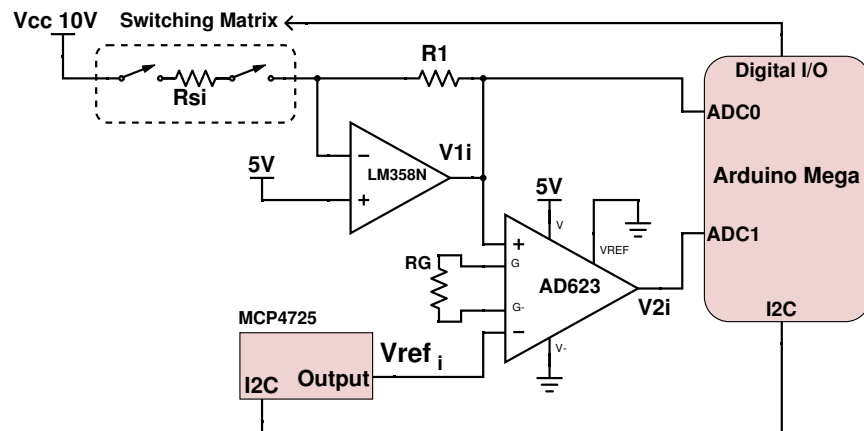 Vcc 10V
Switching Matrix
R1
Digital I/O
Rsi
ADC0
V1i
LM358N
5V
5V
Arduino Mega
V
VREF
ADC1
RG
G
AD623
G-
V2i
I2C
MCP4725
Vref i
V-
I2C
Output